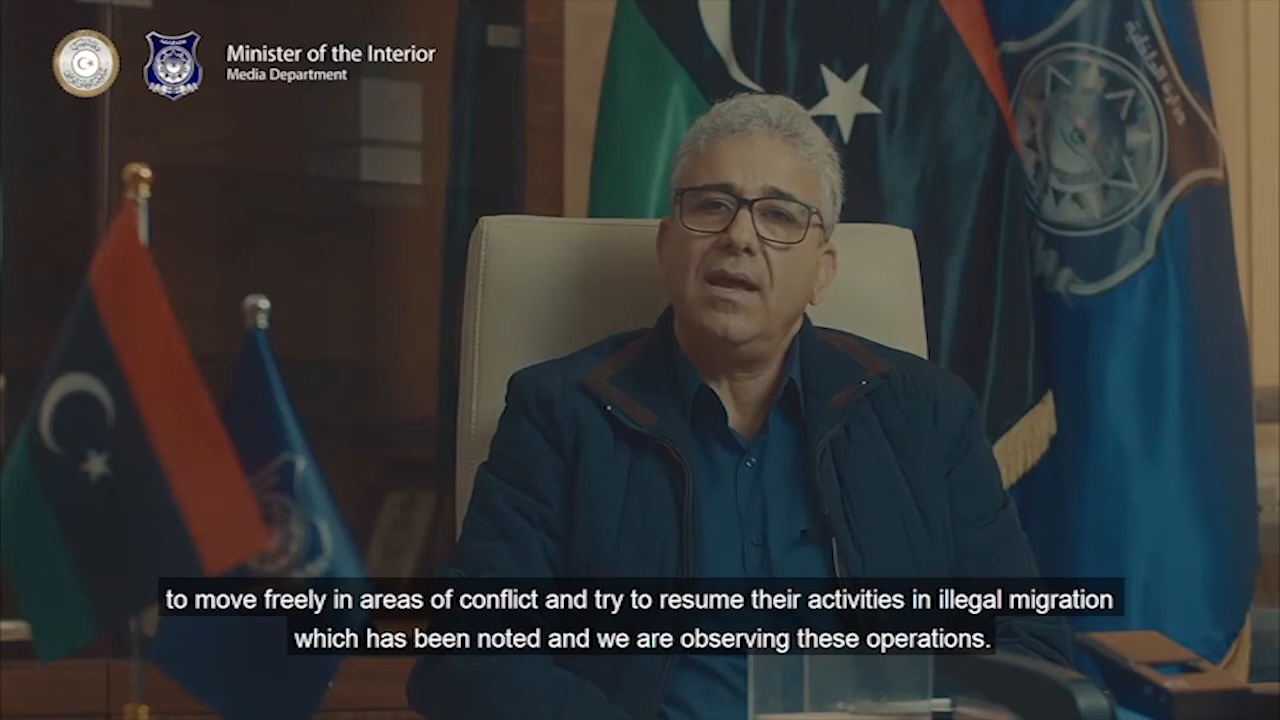 Minister of the Interior
Media Department
to move freely in areas of conflict and try to resume their activities in illegal migration
which has been noted and we are observing these operations.